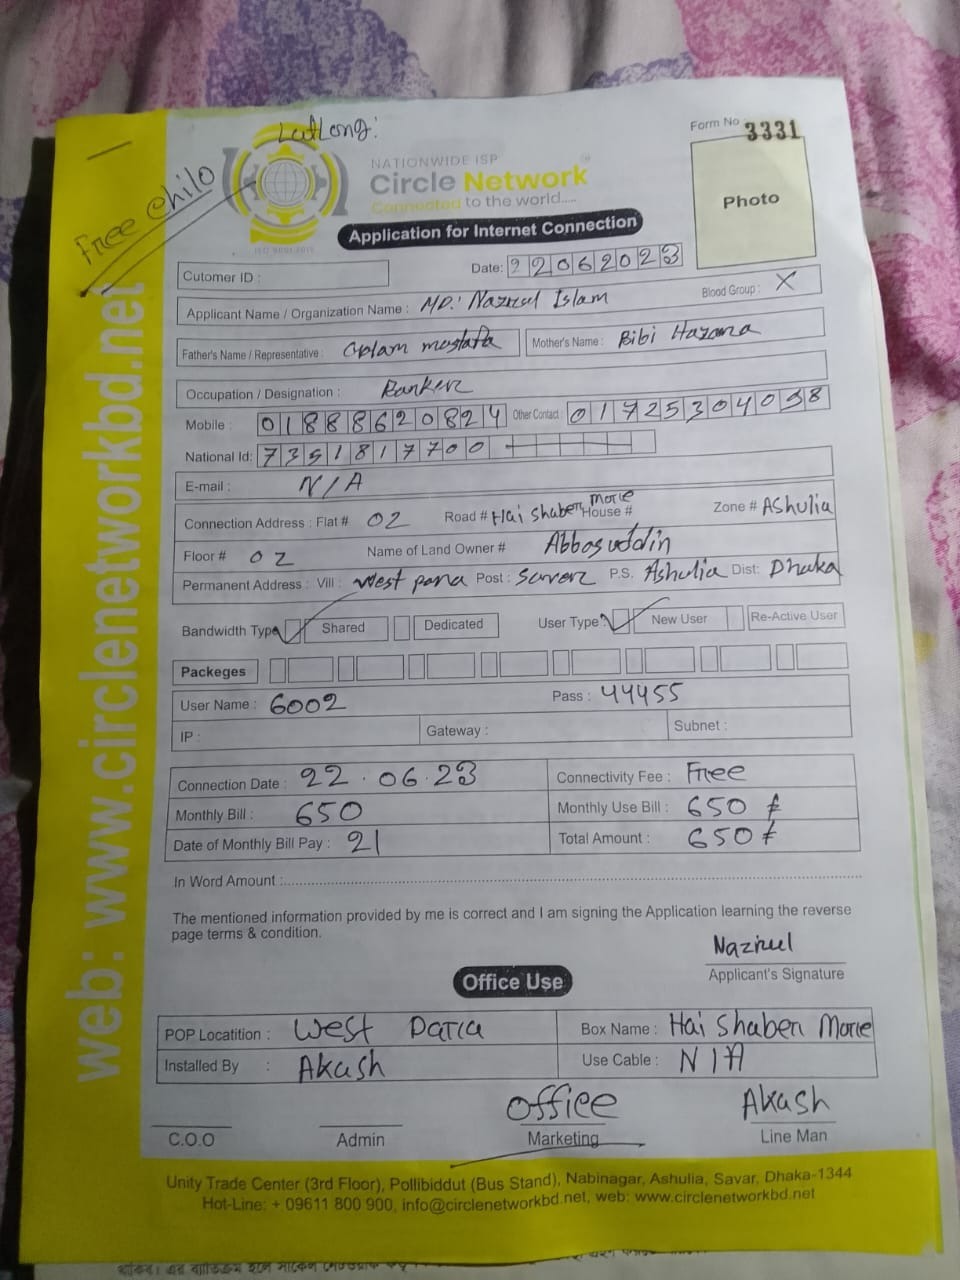 LatLong:
Form No 3331
Free chilo
NATIONWIDE ISP
Circle Network
Connected to the world.....
Photo
Application for Internet Connection
Cutomer ID :
Date: 22062023
Applicant Name / Organization Name : MD: Nazrul Islam
Blood Group : X
Father's Name / Representative : Golam mostafa Mother's Name : Bibi Hazana
Occupation / Designation : Banker
Mobile : 01888620824 Other Contact : 01725304098
National Id: 7351817700
E-mail : N/A
Connection Address : Flat # 02 Road # Hai Shaben More House # Zone # Ashulia
Floor # 02 Name of Land Owner # Abbas uddin
Permanent Address : Vill : West para Post : Saver P.S. Ashulia Dist: Dhaka
Bandwidth Type: Shared Dedicated User Type: New User Re-Active User
Packeges
User Name : 6002 Pass : 44455
IP : Gateway : Subnet :
Connection Date : 22.06.23 Connectivity Fee : Free
Monthly Bill : 650 Monthly Use Bill : 650 ₺
Date of Monthly Bill Pay : 21 Total Amount : 650 ₺
In Word Amount :
The mentioned information provided by me is correct and I am signing the Application learning the reverse
page terms & condition.
Nazrul
Applicant's Signature
Office Use
POP Locatition : West Para Box Name : Hai Shaben More
Installed By : Akash Use Cable : N/A
Office Akash
C.O.O Admin Marketing Line Man
Unity Trade Center (3rd Floor), Pollibiddut (Bus Stand), Nabinagar, Ashulia, Savar, Dhaka-1344
Hot-Line: + 09611 800 900, info@circlenetworkbd.net, web: www.circlenetworkbd.net
web: www.circlenetworkbd.net